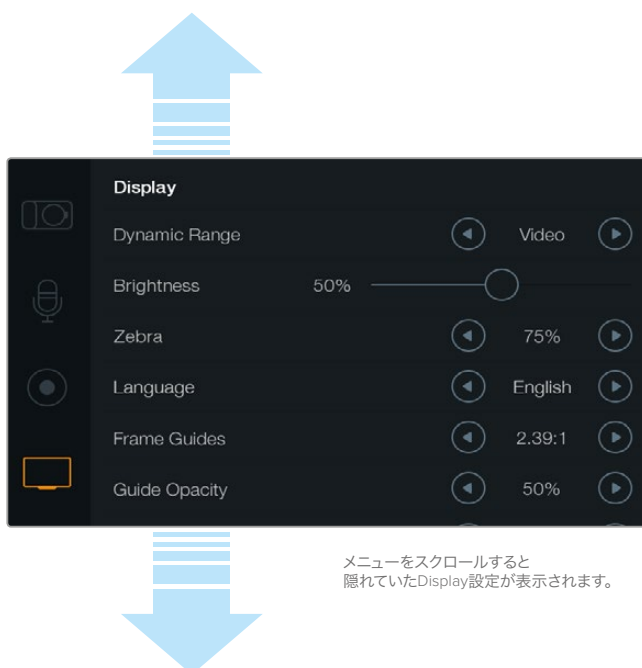 Display
Dynamic Range Video
Brightness 50%
Zebra 75%
Language English
Frame Guides 2.39:1
Guide Opacity 50%
メニューをスクロールすると
隠れていたDisplay設定が表示されます。